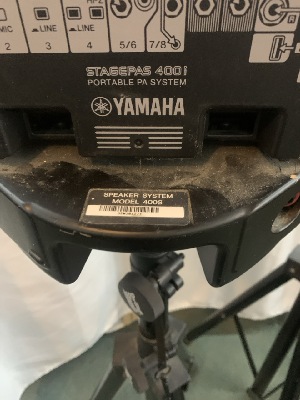 HI-Z
MIC
LINE
LINE
2
3
4
5/6
7/8
STAGEPAS 400i
PORTABLE PA SYSTEM
YAMAHA
SPEAKER SYSTEM
MODEL 400S